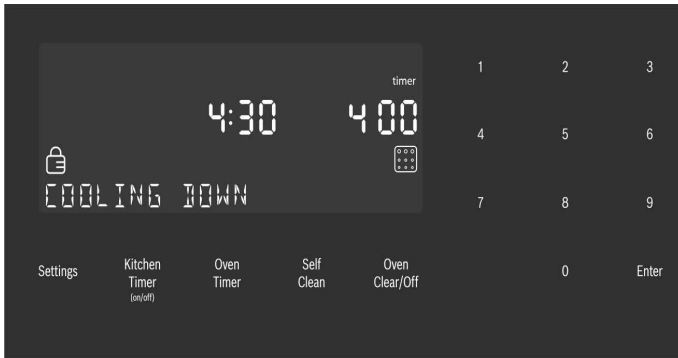 timer
4:30 4 00
COOLING DOWN
1 2 3
4 5 6
7 8 9
0 Enter
Settings
Kitchen Timer (on/off)
Oven Timer
Self Clean
Oven Clear/Off